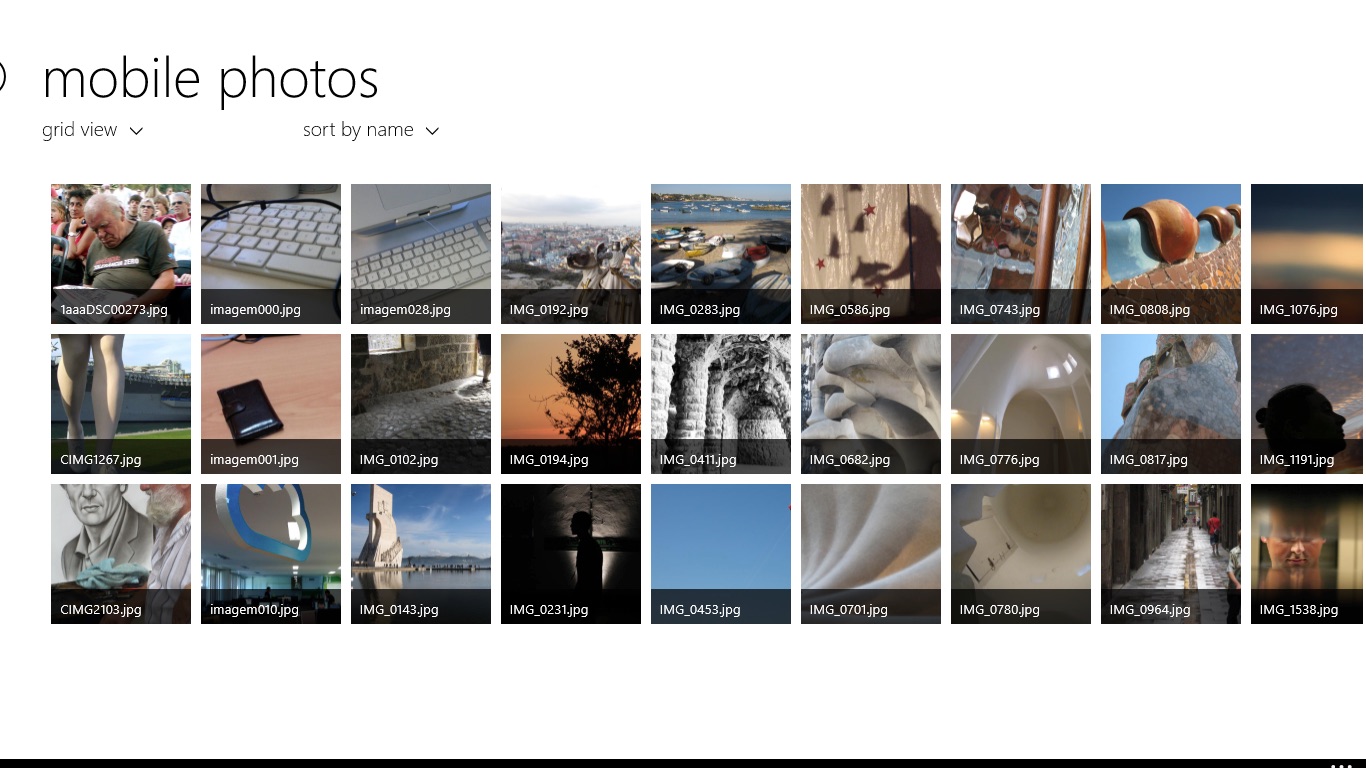 mobile photos
grid view
sort by name
1aaaDSC00273.jpg
imagem000.jpg
imagem028.jpg
IMG_0192.jpg
IMG_0283.jpg
IMG_0586.jpg
IMG_0743.jpg
IMG_0808.jpg
IMG_1076.jpg
CIMG1267.jpg
imagem001.jpg
IMG_0102.jpg
IMG_0194.jpg
IMG_0411.jpg
IMG_0682.jpg
IMG_0776.jpg
IMG_0817.jpg
IMG_1191.jpg
CIMG2103.jpg
imagem010.jpg
IMG_0143.jpg
IMG_0231.jpg
IMG_0453.jpg
IMG_0701.jpg
IMG_0780.jpg
IMG_0964.jpg
IMG_1538.jpg